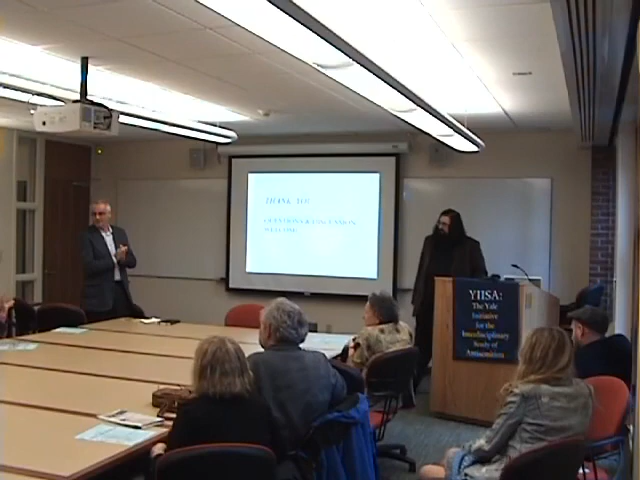 THANK YOU
QUESTIONS & DISCUSSION
WELCOME
YIISA:
The Yale
Initiative
for the
Interdisciplinary
Study of
Antisemitism